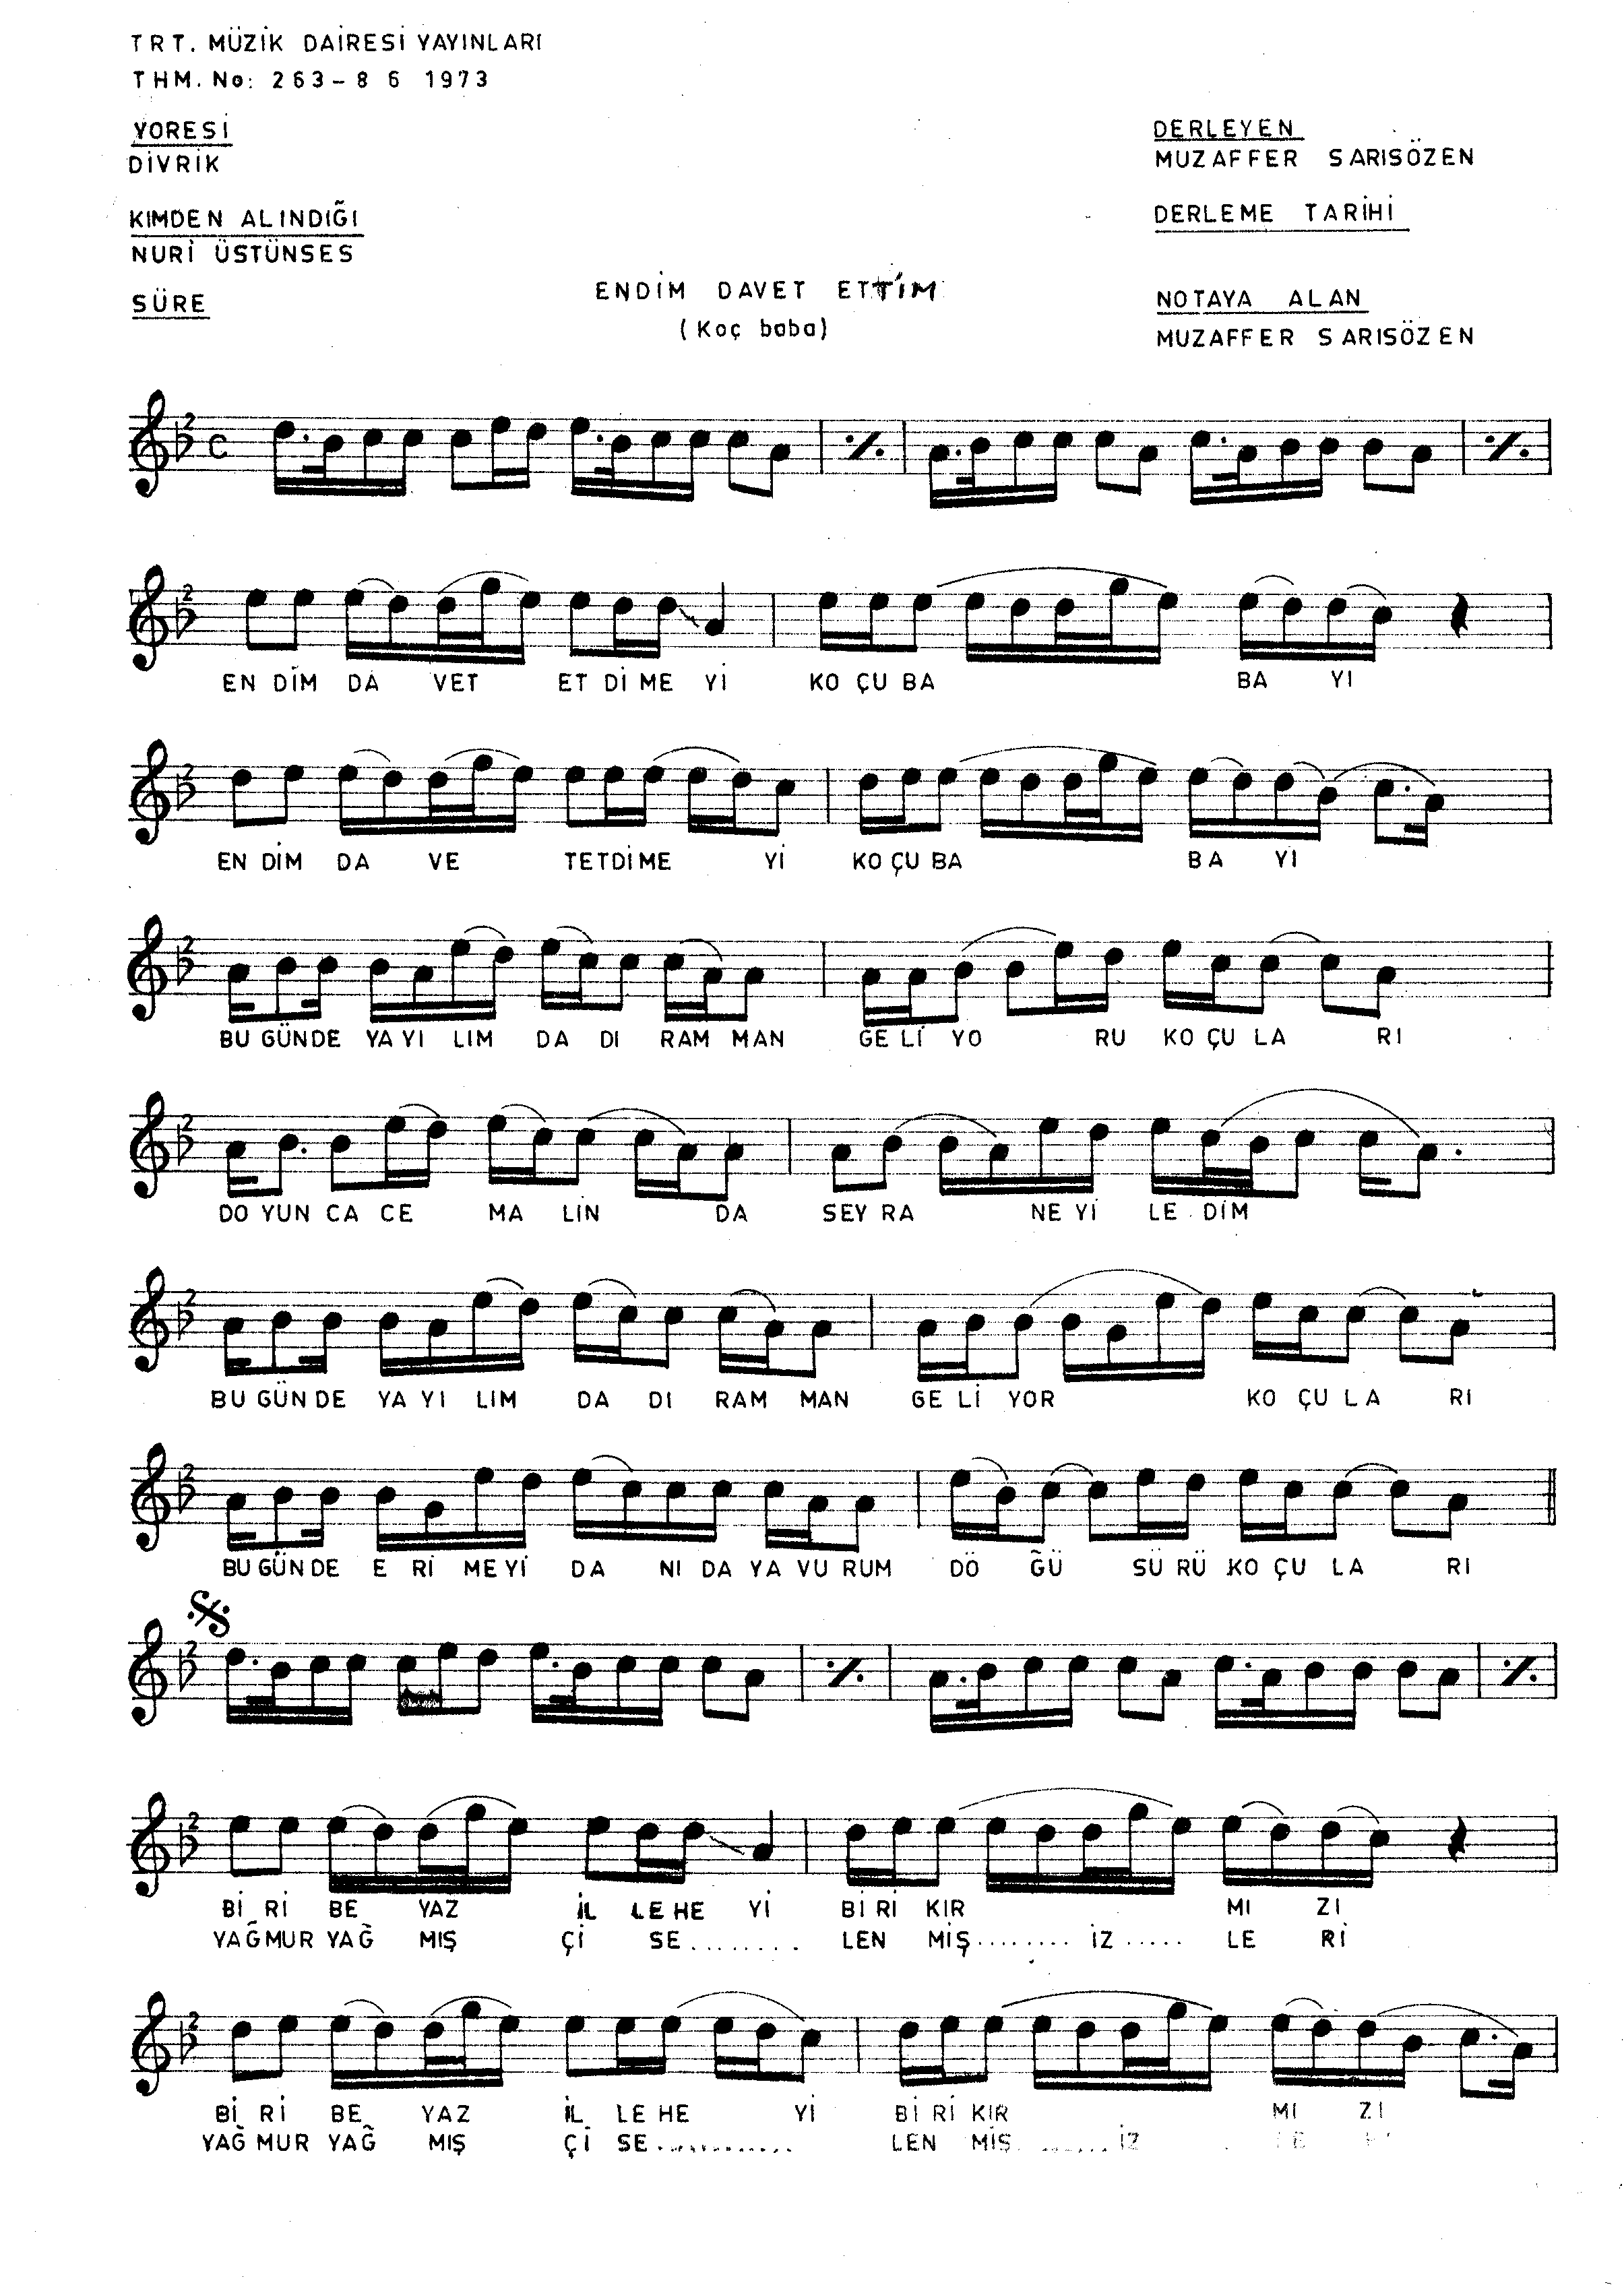 TRT. MÜZİK DAİRESİ YAYINLARI
THM. No: 263-8 6 1973
YORESİ
DİVRİK
KIMDEN ALINDIĞI
NURİ ÜSTÜNSES
SÜRE
DERLEYEN
MUZAFFER SARISÖZEN
DERLEME TARİHİ
NOTAYA ALAN
MUZAFFER SARISÖZEN
ENDİM DAVET ETTİM
(Koç baba)
EN DİM DA VET ET Dİ ME Yİ KO ÇU BA BA YI
EN DİM DA VE TETDİME Yİ KO ÇU BA BA YI
BU GÜNDE YA YI LIM DA DI RAM MAN GE Lİ YO RU KO ÇU LA RI
DO YUN CA CE MA LİN DA SEY RA NE Yİ LE DİM
BU GÜN DE YA YI LIM DA DI RAM MAN GE Lİ YOR KO ÇU LA RI
BU GÜN DE E Rİ ME Yİ DA NI DA YA VU RUM DÖ ĞÜ SÜ RÜ KO ÇU LA RI
Bİ Rİ BE YAZ İL LE HE Yİ Bİ Rİ KIR MI ZI
YAĞ MUR YAĞ MIŞ Çİ SE........ LEN MİŞ........ İZ ..... LE Rİ
Bİ Rİ BE YAZ İL LE HE Yİ Bİ Rİ KIR MI ZI
YAĞ MUR YAĞ MIŞ Çİ SE............ LEN MİŞ........ İZ